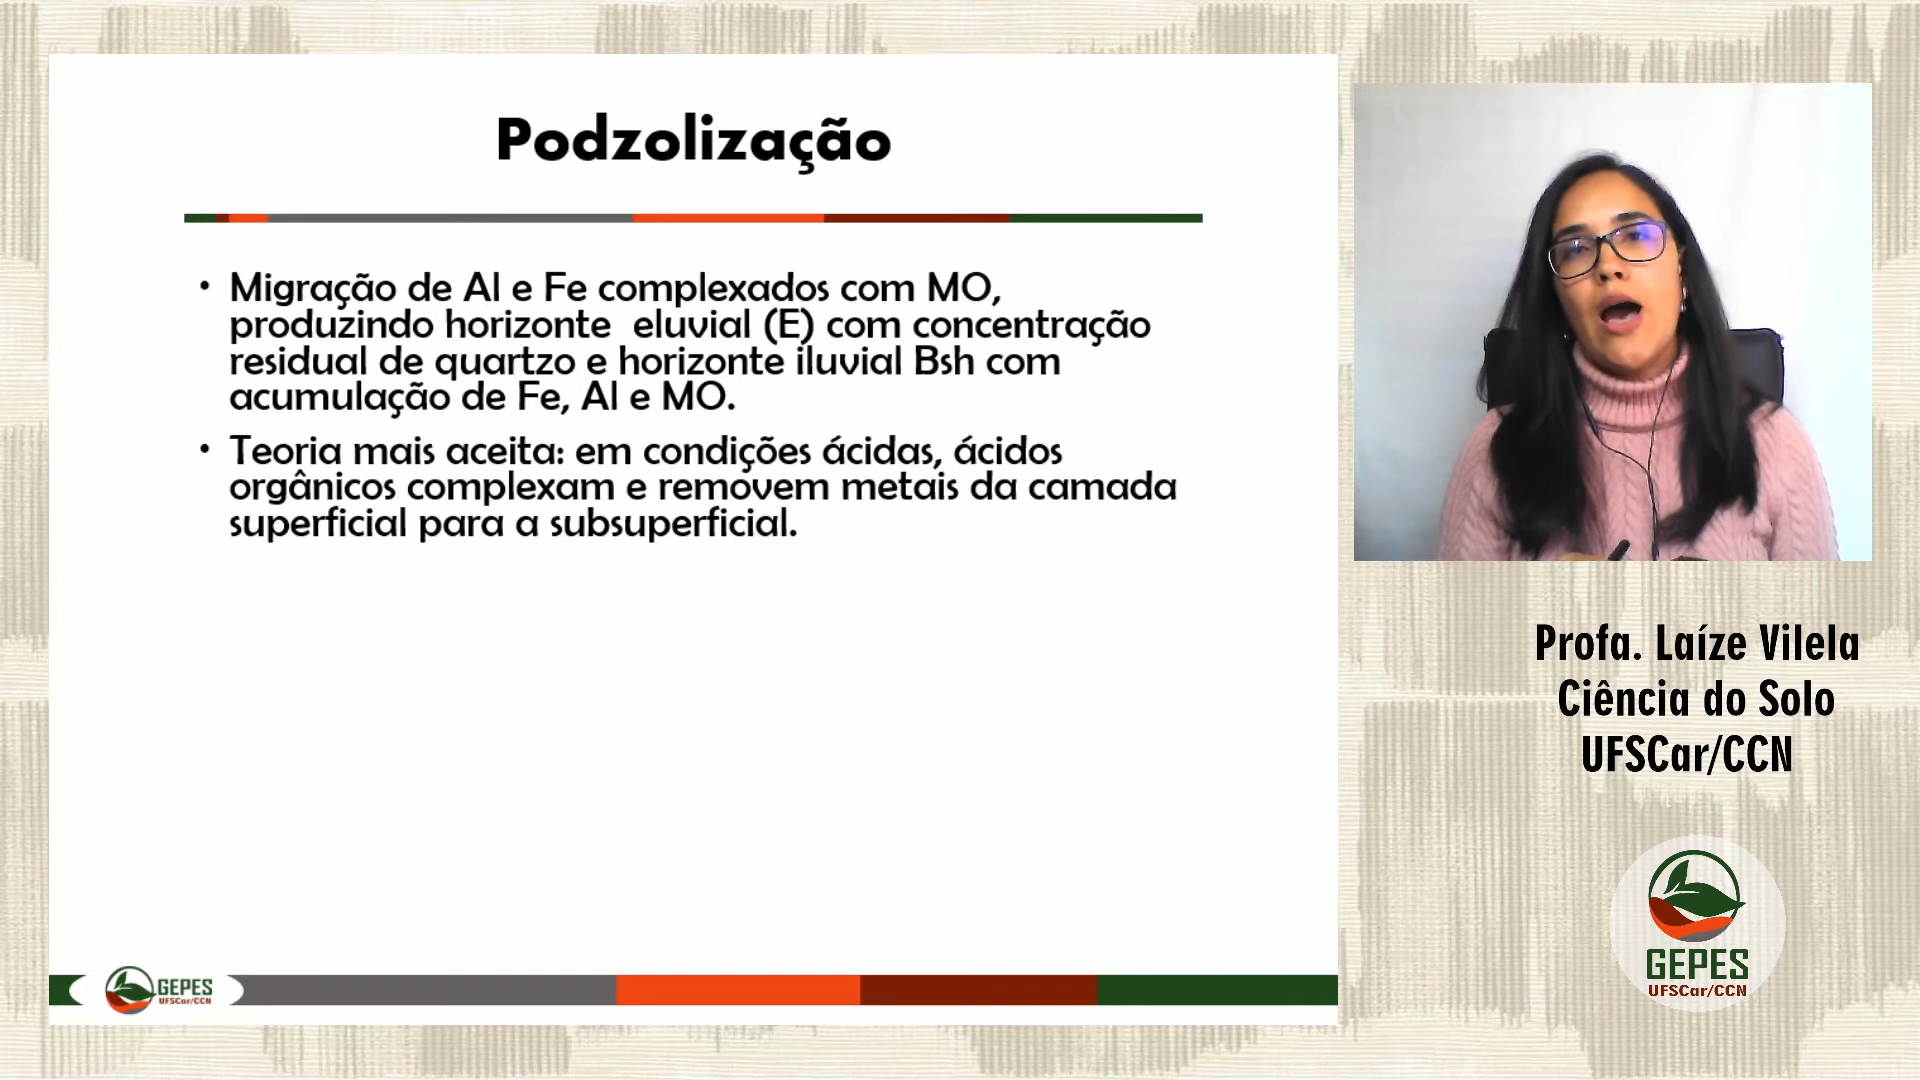 Podzolização
• Migração de Al e Fe complexados com MO,
produzindo horizonte eluvial (E) com concentração
residual de quartzo e horizonte iluvial Bsh com
acumulação de Fe, Al e MO.
• Teoria mais aceita: em condições ácidas, ácidos
orgânicos complexam e removem metais da camada
superficial para a subsuperficial.
GEPES
UFSCar/CCN
Profa. Laíze Vilela
Ciência do Solo
UFSCar/CCN
GEPES
UFSCar/CCN